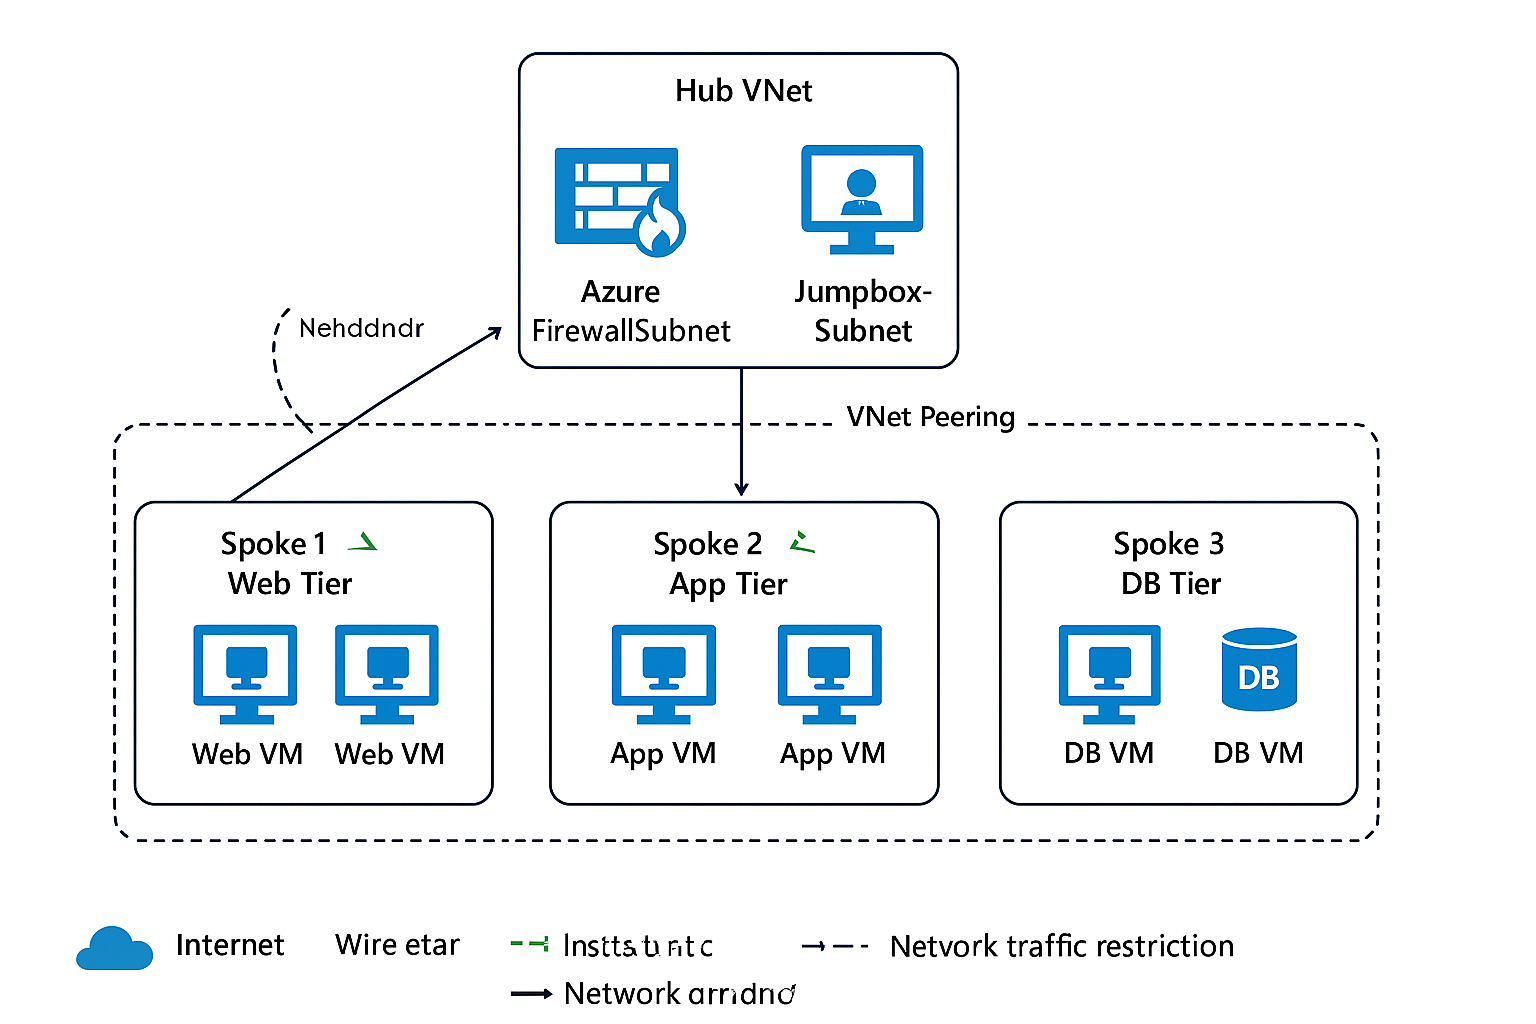 Hub VNet
Azure
FirewallSubnet
Jumpbox-
Subnet
Nehddndr
VNet Peering
Spoke 1
Web Tier
Web VM
Web VM
Spoke 2
App Tier
App VM
App VM
Spoke 3
DB Tier
DB
DB VM
DB VM
Internet
Wire etar
Netvork traffic restriction
Network